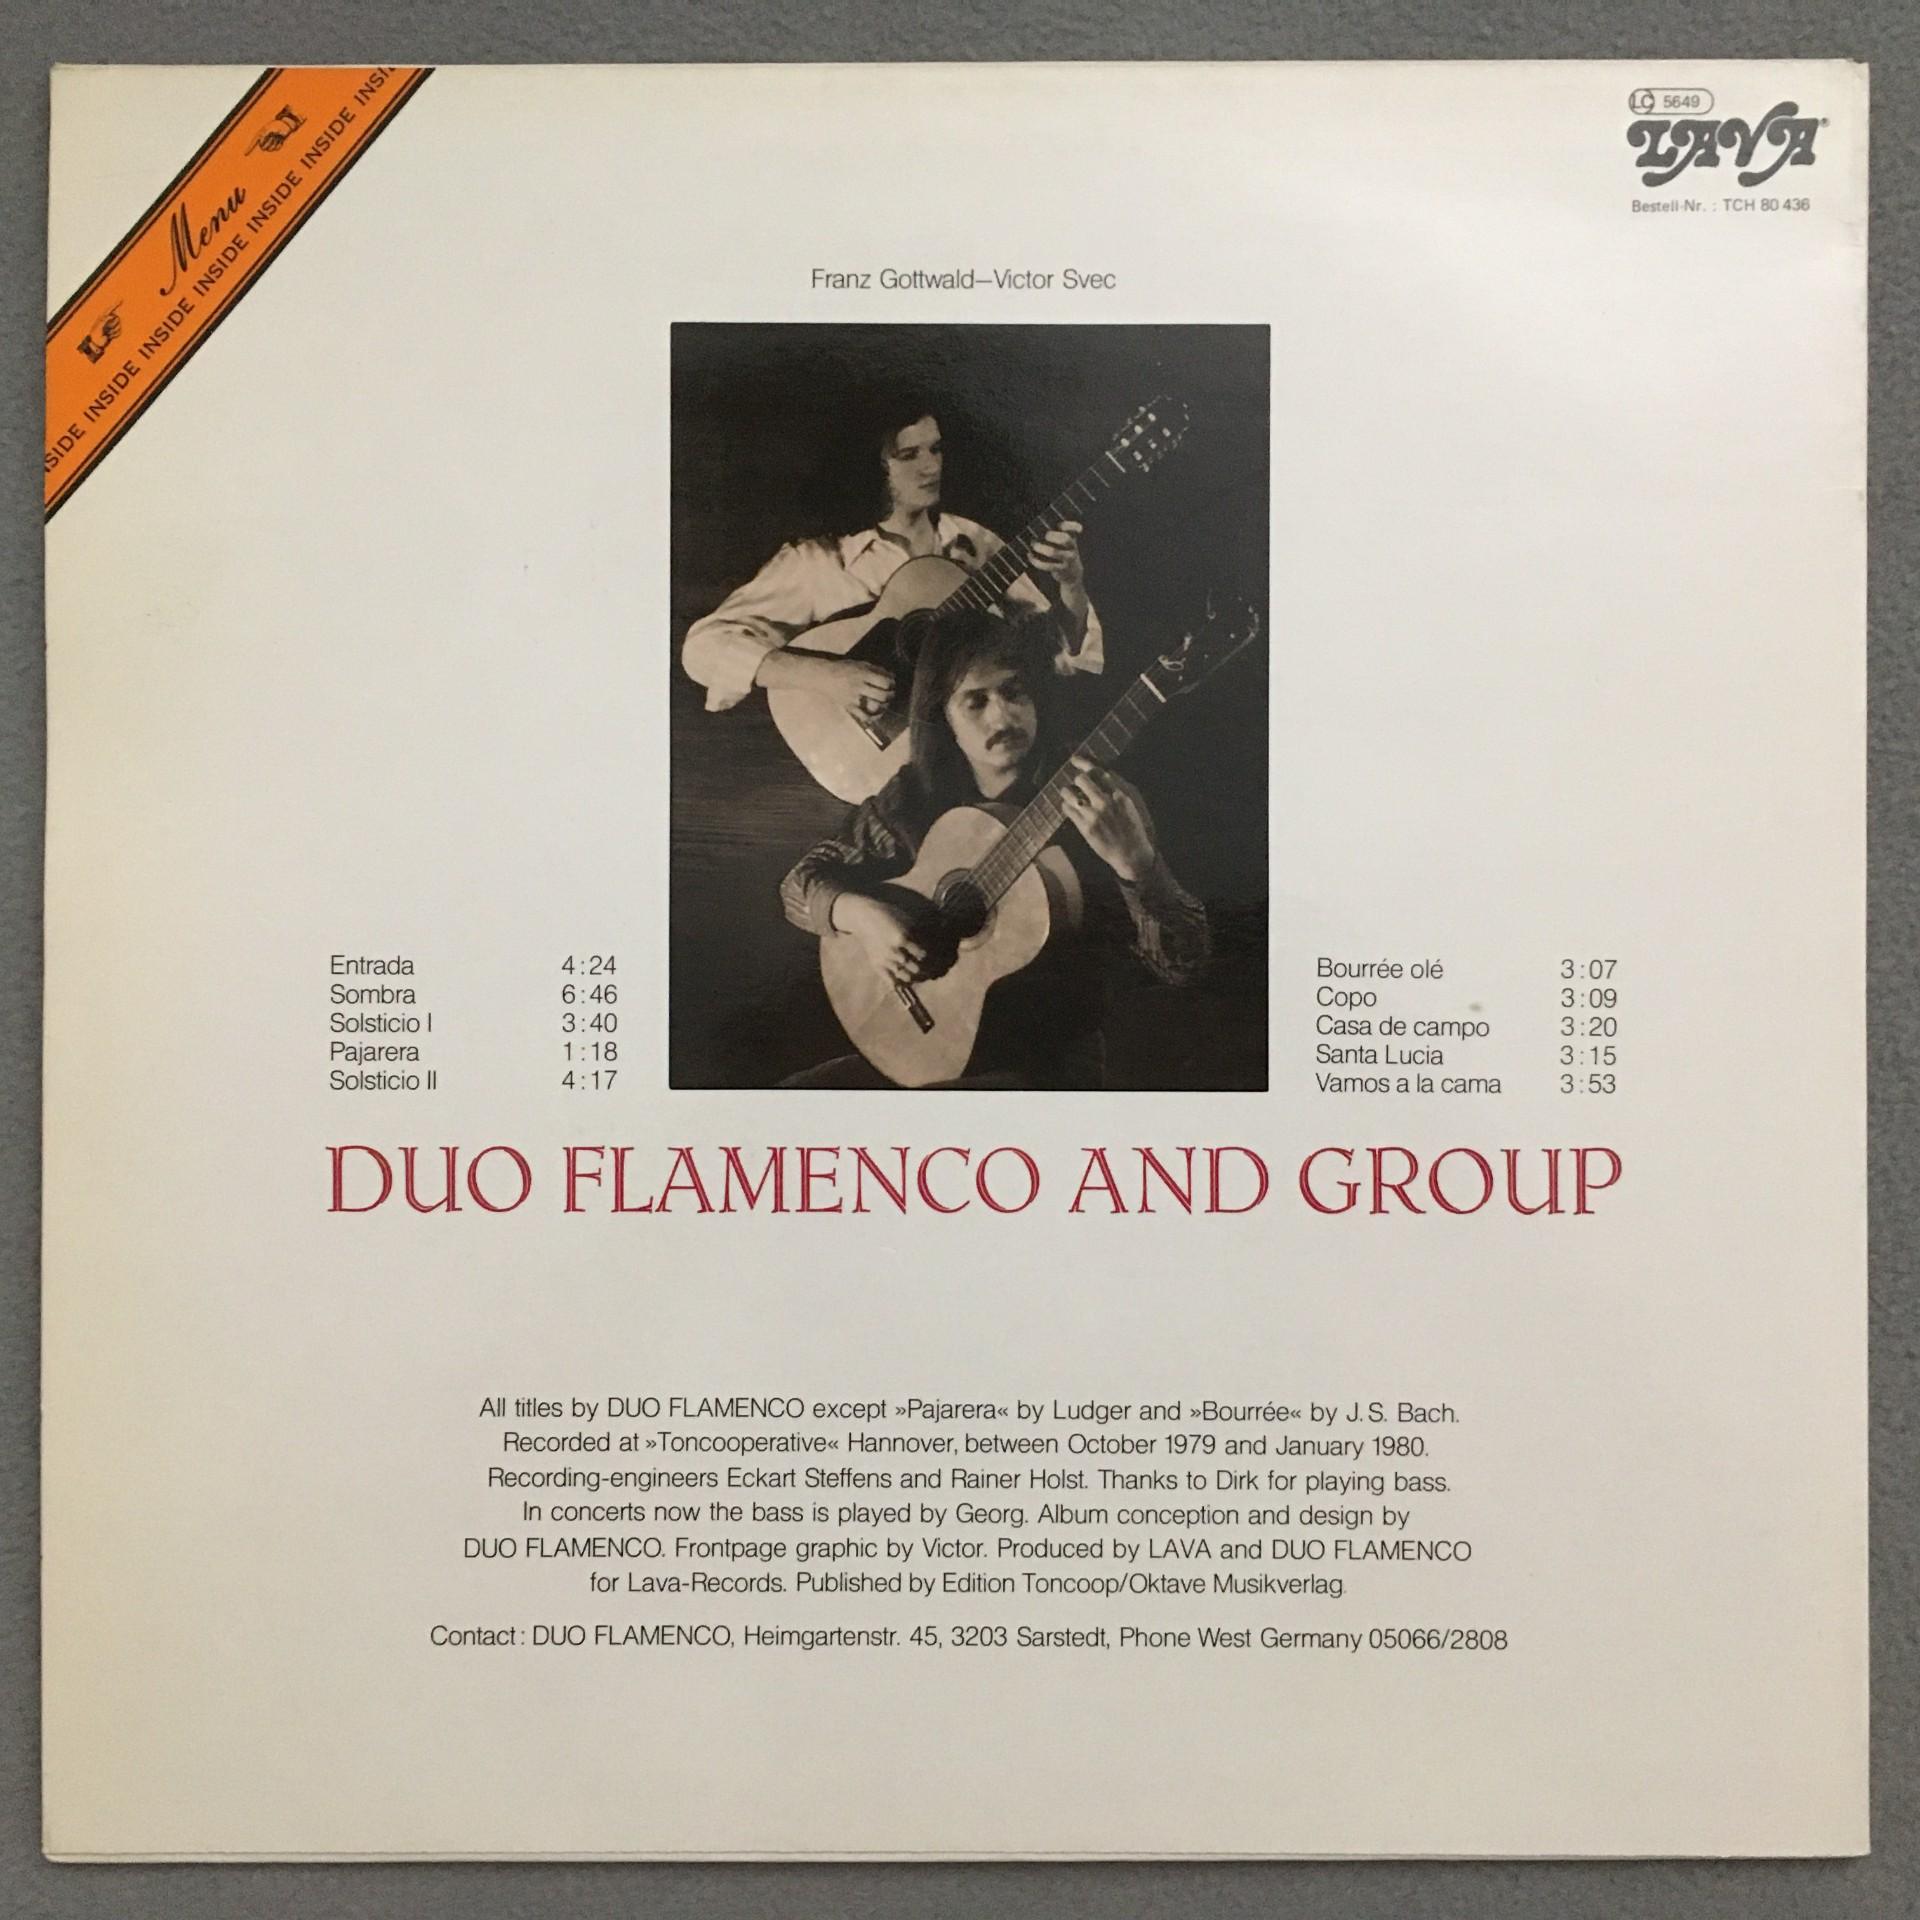 Menu
SIDE INSIDE INSIDE INSIDE INSIDE INSIDE INSIDE INSI
LC 5649
LAVA®
Bestell-Nr. : TCH 80 436
Franz Gottwald—Victor Svec
Entrada 4:24
Sombra 6:46
Solsticio I 3:40
Pajarera 1:18
Solsticio II 4:17
Bourrée olé 3:07
Copo 3:09
Casa de campo 3:20
Santa Lucia 3:15
Vamos a la cama 3:53
DUO FLAMENCO AND GROUP
All titles by DUO FLAMENCO except »Pajarera« by Ludger and »Bourrée« by J.S. Bach.
Recorded at »Toncooperative« Hannover, between October 1979 and January 1980.
Recording-engineers Eckart Steffens and Rainer Holst. Thanks to Dirk for playing bass.
In concerts now the bass is played by Georg. Album conception and design by
DUO FLAMENCO. Frontpage graphic by Victor. Produced by LAVA and DUO FLAMENCO
for Lava-Records. Published by Edition Toncoop/Oktave Musikverlag.
Contact: DUO FLAMENCO, Heimgartenstr. 45, 3203 Sarstedt, Phone West Germany 05066/2808